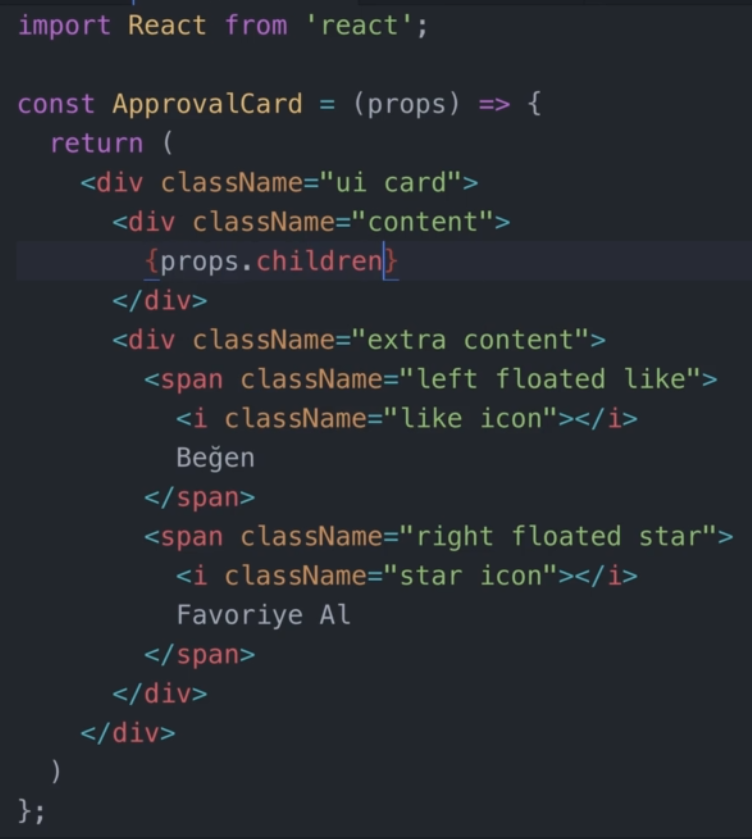 import React from 'react';
const ApprovalCard = (props) => {
return (
<div className="ui card">
<div className="content">
{props.children}
</div>
<div className="extra content">
<span className="left floated like">
<i className="like icon"></i>
Beğen
</span>
<span className="right floated star">
<i className="star icon"></i>
Favoriye Al
</span>
</div>
</div>
)
};